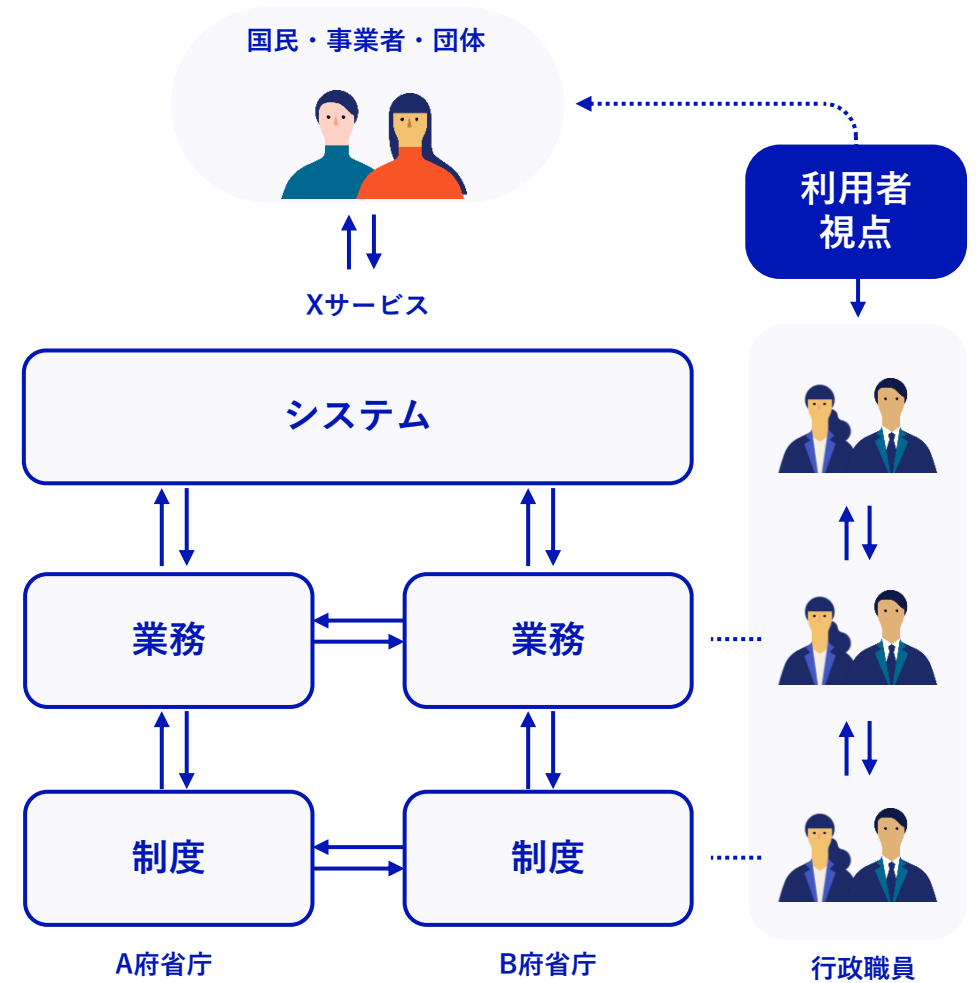 国民・事業者・団体
利用者
視点
Xサービス
システム
業務
業務
制度
制度
A府省庁
B府省庁
行政職員